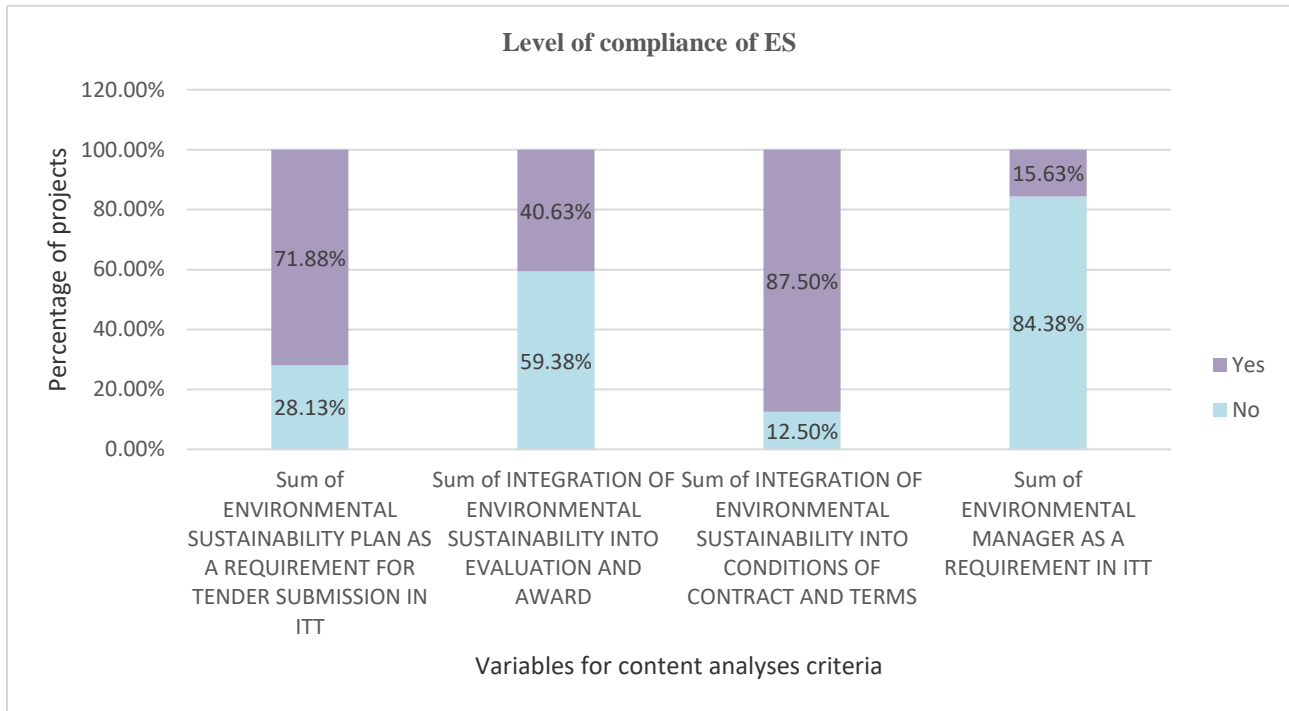 Level of compliance of ES
Percentage of projects
120.00%
100.00%
80.00%
60.00%
40.00%
20.00%
0.00%
71.88%
28.13%
40.63%
59.38%
87.50%
12.50%
15.63%
84.38%
Yes
No
Sum of
ENVIRONMENTAL
SUSTAINABILITY PLAN AS
A REQUIREMENT FOR
TENDER SUBMISSION IN
ITT
Sum of INTEGRATION OF
ENVIRONMENTAL
SUSTAINABILITY INTO
EVALUATION AND
AWARD
Sum of INTEGRATION OF
ENVIRONMENTAL
SUSTAINABILITY INTO
CONDITIONS OF
CONTRACT AND TERMS
Sum of
ENVIRONMENTAL
MANAGER AS A
REQUIREMENT IN ITT
Variables for content analyses criteria